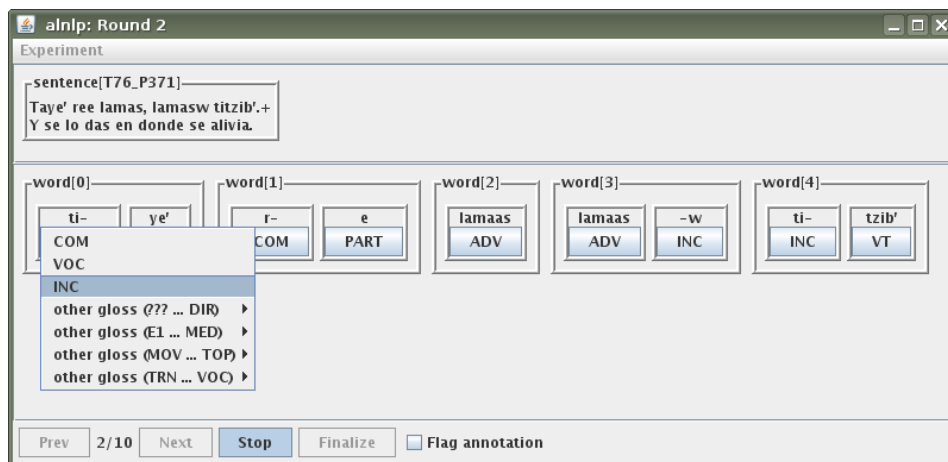 alnlp: Round 2
Experiment
sentence[T76_P371]
Taye' ree lamas, lamasw titzib'.+
Y se lo das en donde se alivia.
word[0] word[1] word[2] word[3] word[4]
ti- ye' r- e lamaas lamaas -w ti- tzib'
COM PART ADV ADV INC INC VT
COM
VOC
INC
other gloss (??? ... DIR)
other gloss (E1 ... MED)
other gloss (MOV ... TOP)
other gloss (TRN ... VOC)
Prev 2/10 Next Stop Finalize Flag annotation